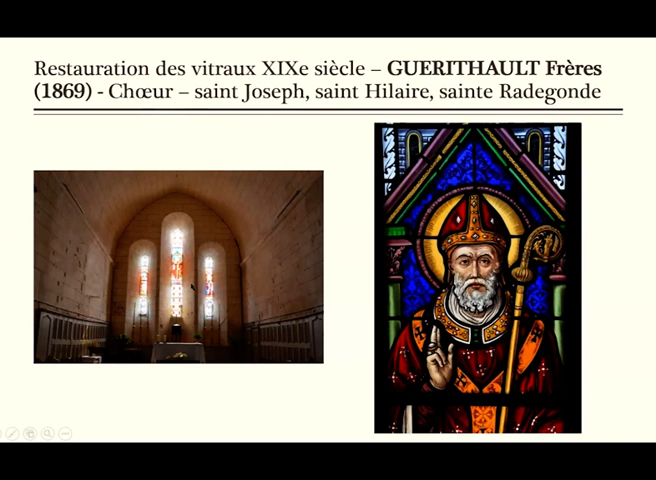 Restauration des vitraux XIXe siècle – GUERITHAULT Frères
(1869) - Chœur – saint Joseph, saint Hilaire, sainte Radegonde